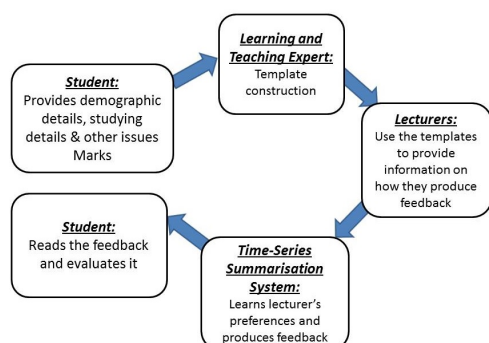 Student:
Provides demographic
details, studying
details & other issues
Marks
Learning and
Teaching Expert:
Template
construction
Lecturers:
Use the templates
to provide
information on
how they produce
feedback
Time-Series
Summarisation
System:
Learns lecturer's
preferences and
produces feedback
Student:
Reads the feedback
and evaluates it